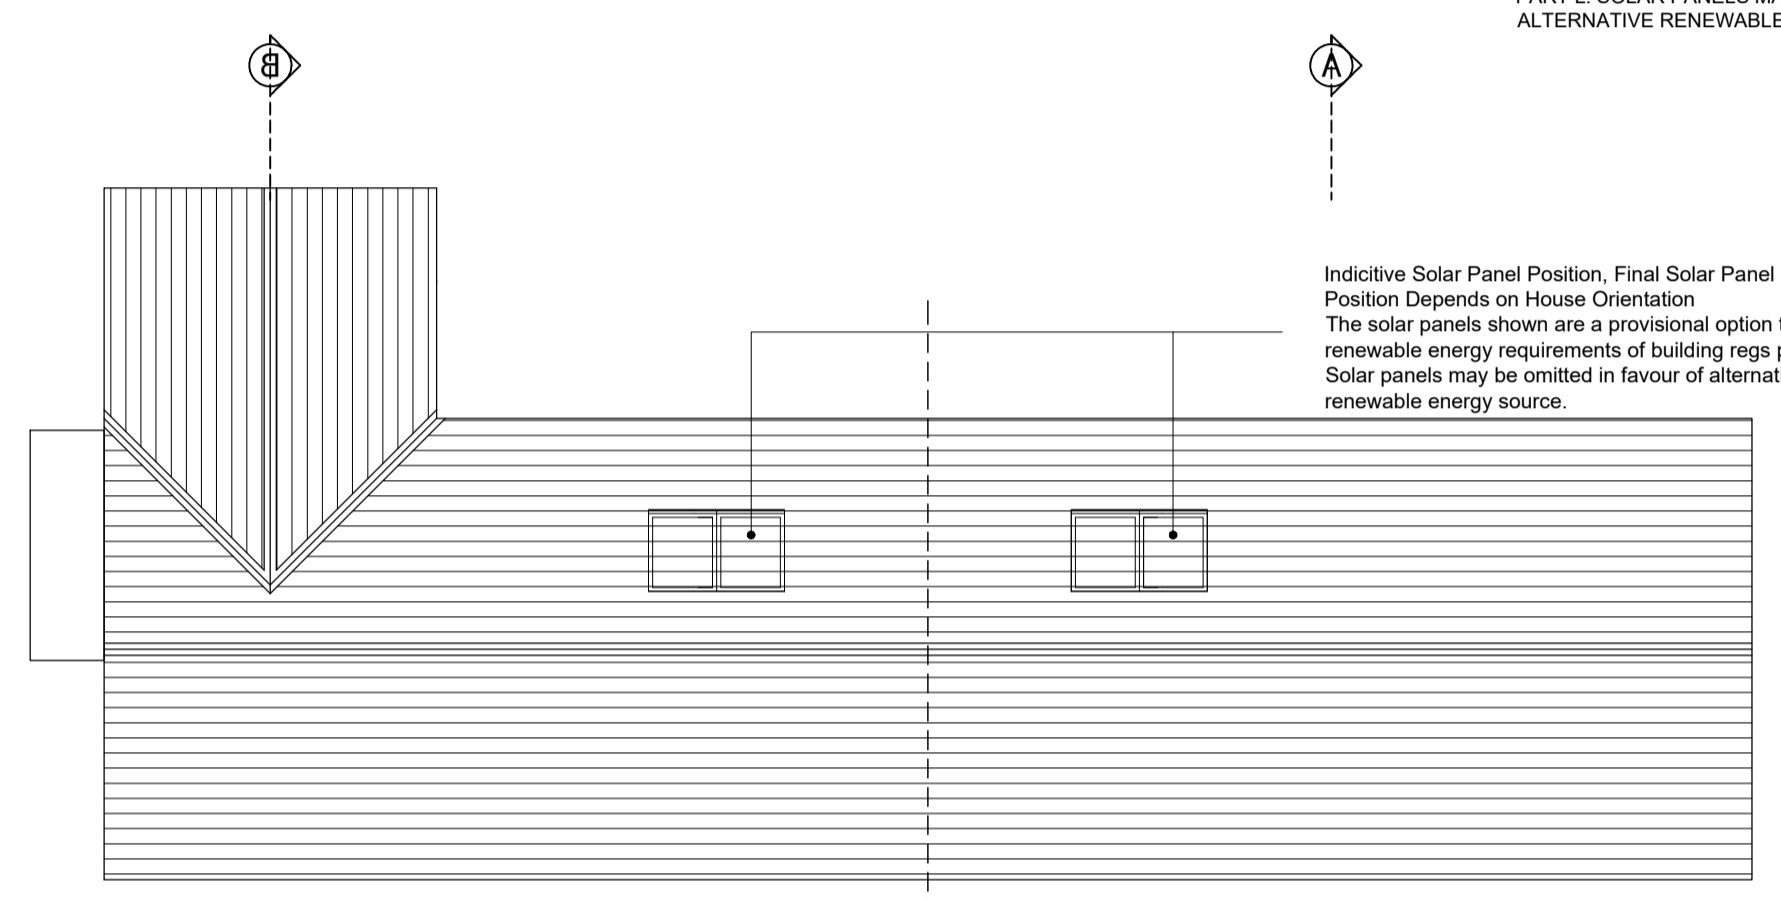 ALTERNATIVE RENEWABLE
B
A
Indicitive Solar Panel Position, Final Solar Panel
Position Depends on House Orientation
The solar panels shown are a provisional option
renewable energy requirements of building regs
Solar panels may be omitted in favour of
renewable energy source.